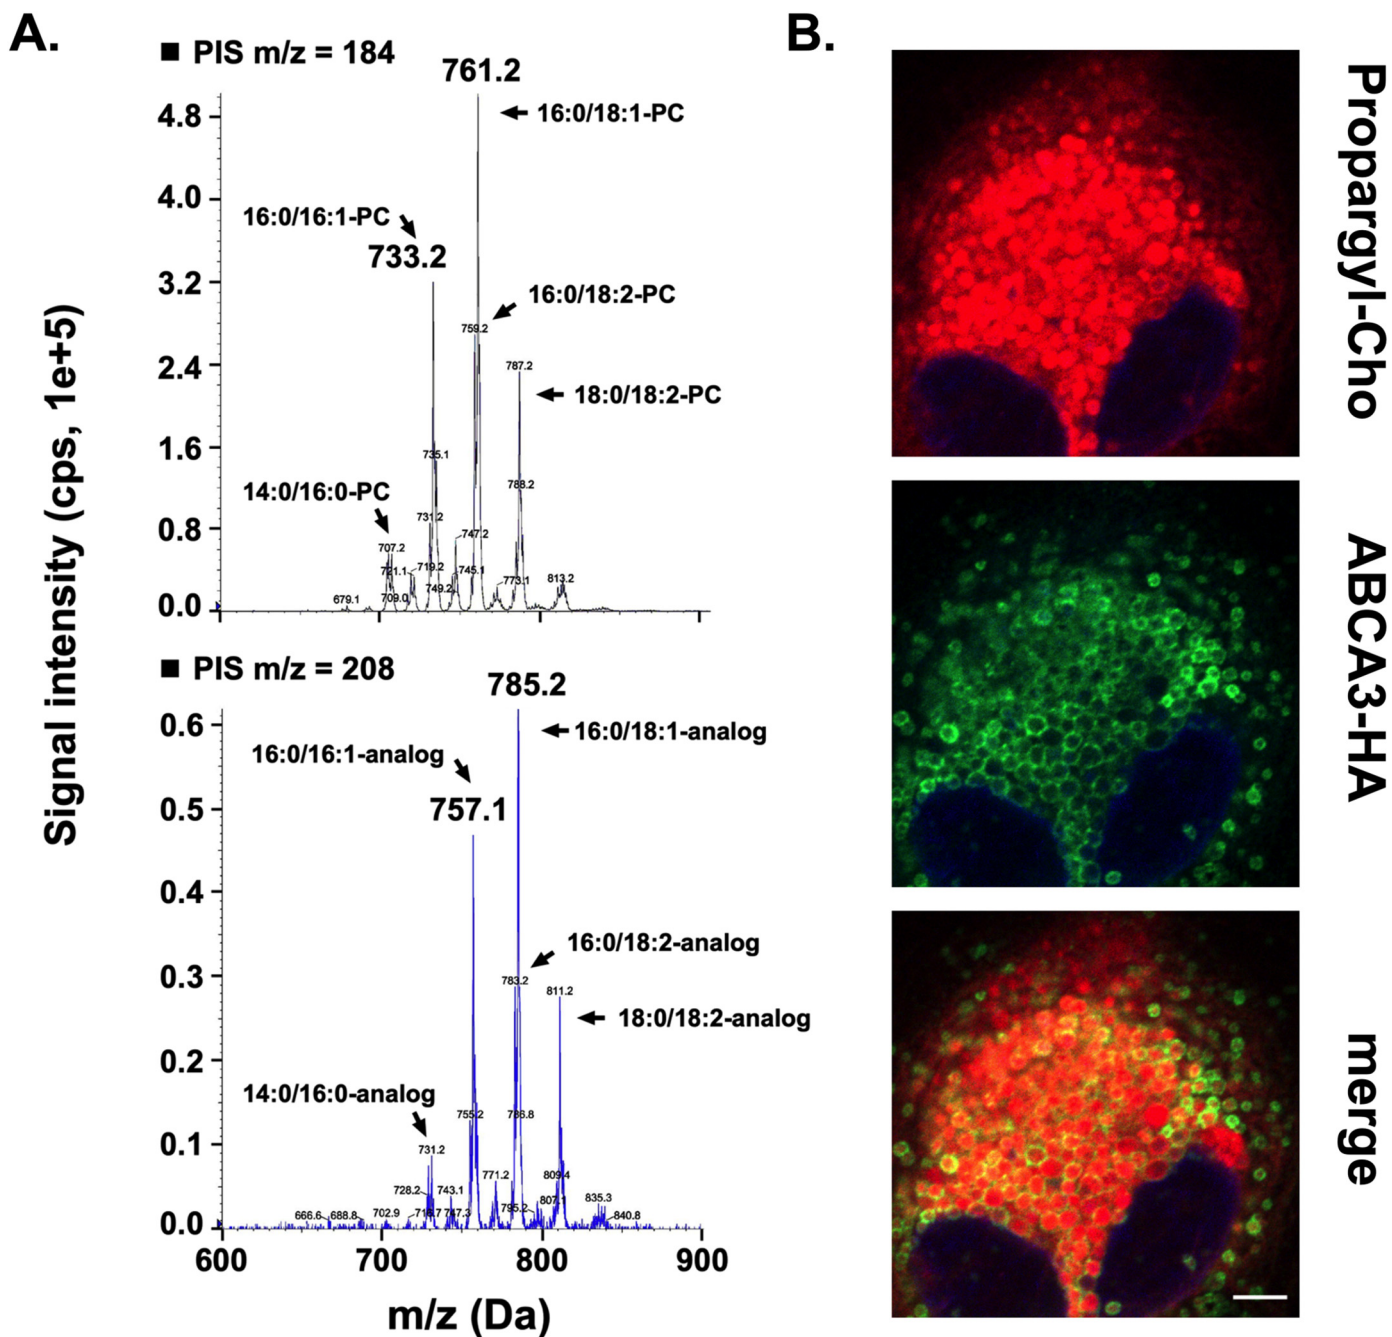 A.
■ PIS m/z = 184
761.2
16:0/18:1-PC
4.8
4.0
16:0/16:1-PC
733.2
3.2
16:0/18:2-PC
759.2
2.4
787.2
18:0/18:2-PC
1.6
735.1
788.2
14:0/16:0-PC
0.8
731.2
707.2
747.2
721.1
719.2
745.1
773.1
813.2
749.2
709.0
679.1
0.0
■ PIS m/z = 208
785.2
0.6
16:0/18:1-analog
16:0/16:1-analog
757.1
0.5
0.4
16:0/18:2-analog
0.3
783.2
811.2
18:0/18:2-analog
0.2
14:0/16:0-analog
755.2
786.8
0.1
731.2
771.2
809.4
728.2
743.1
795.2
807.1
835.3
666.6
688.8
702.9
747.3
840.8
0.0
600
700
800
900
m/z (Da)
Signal intensity (cps, 1e+5)
B.
Propargyl-Cho
ABCA3-HA
merge